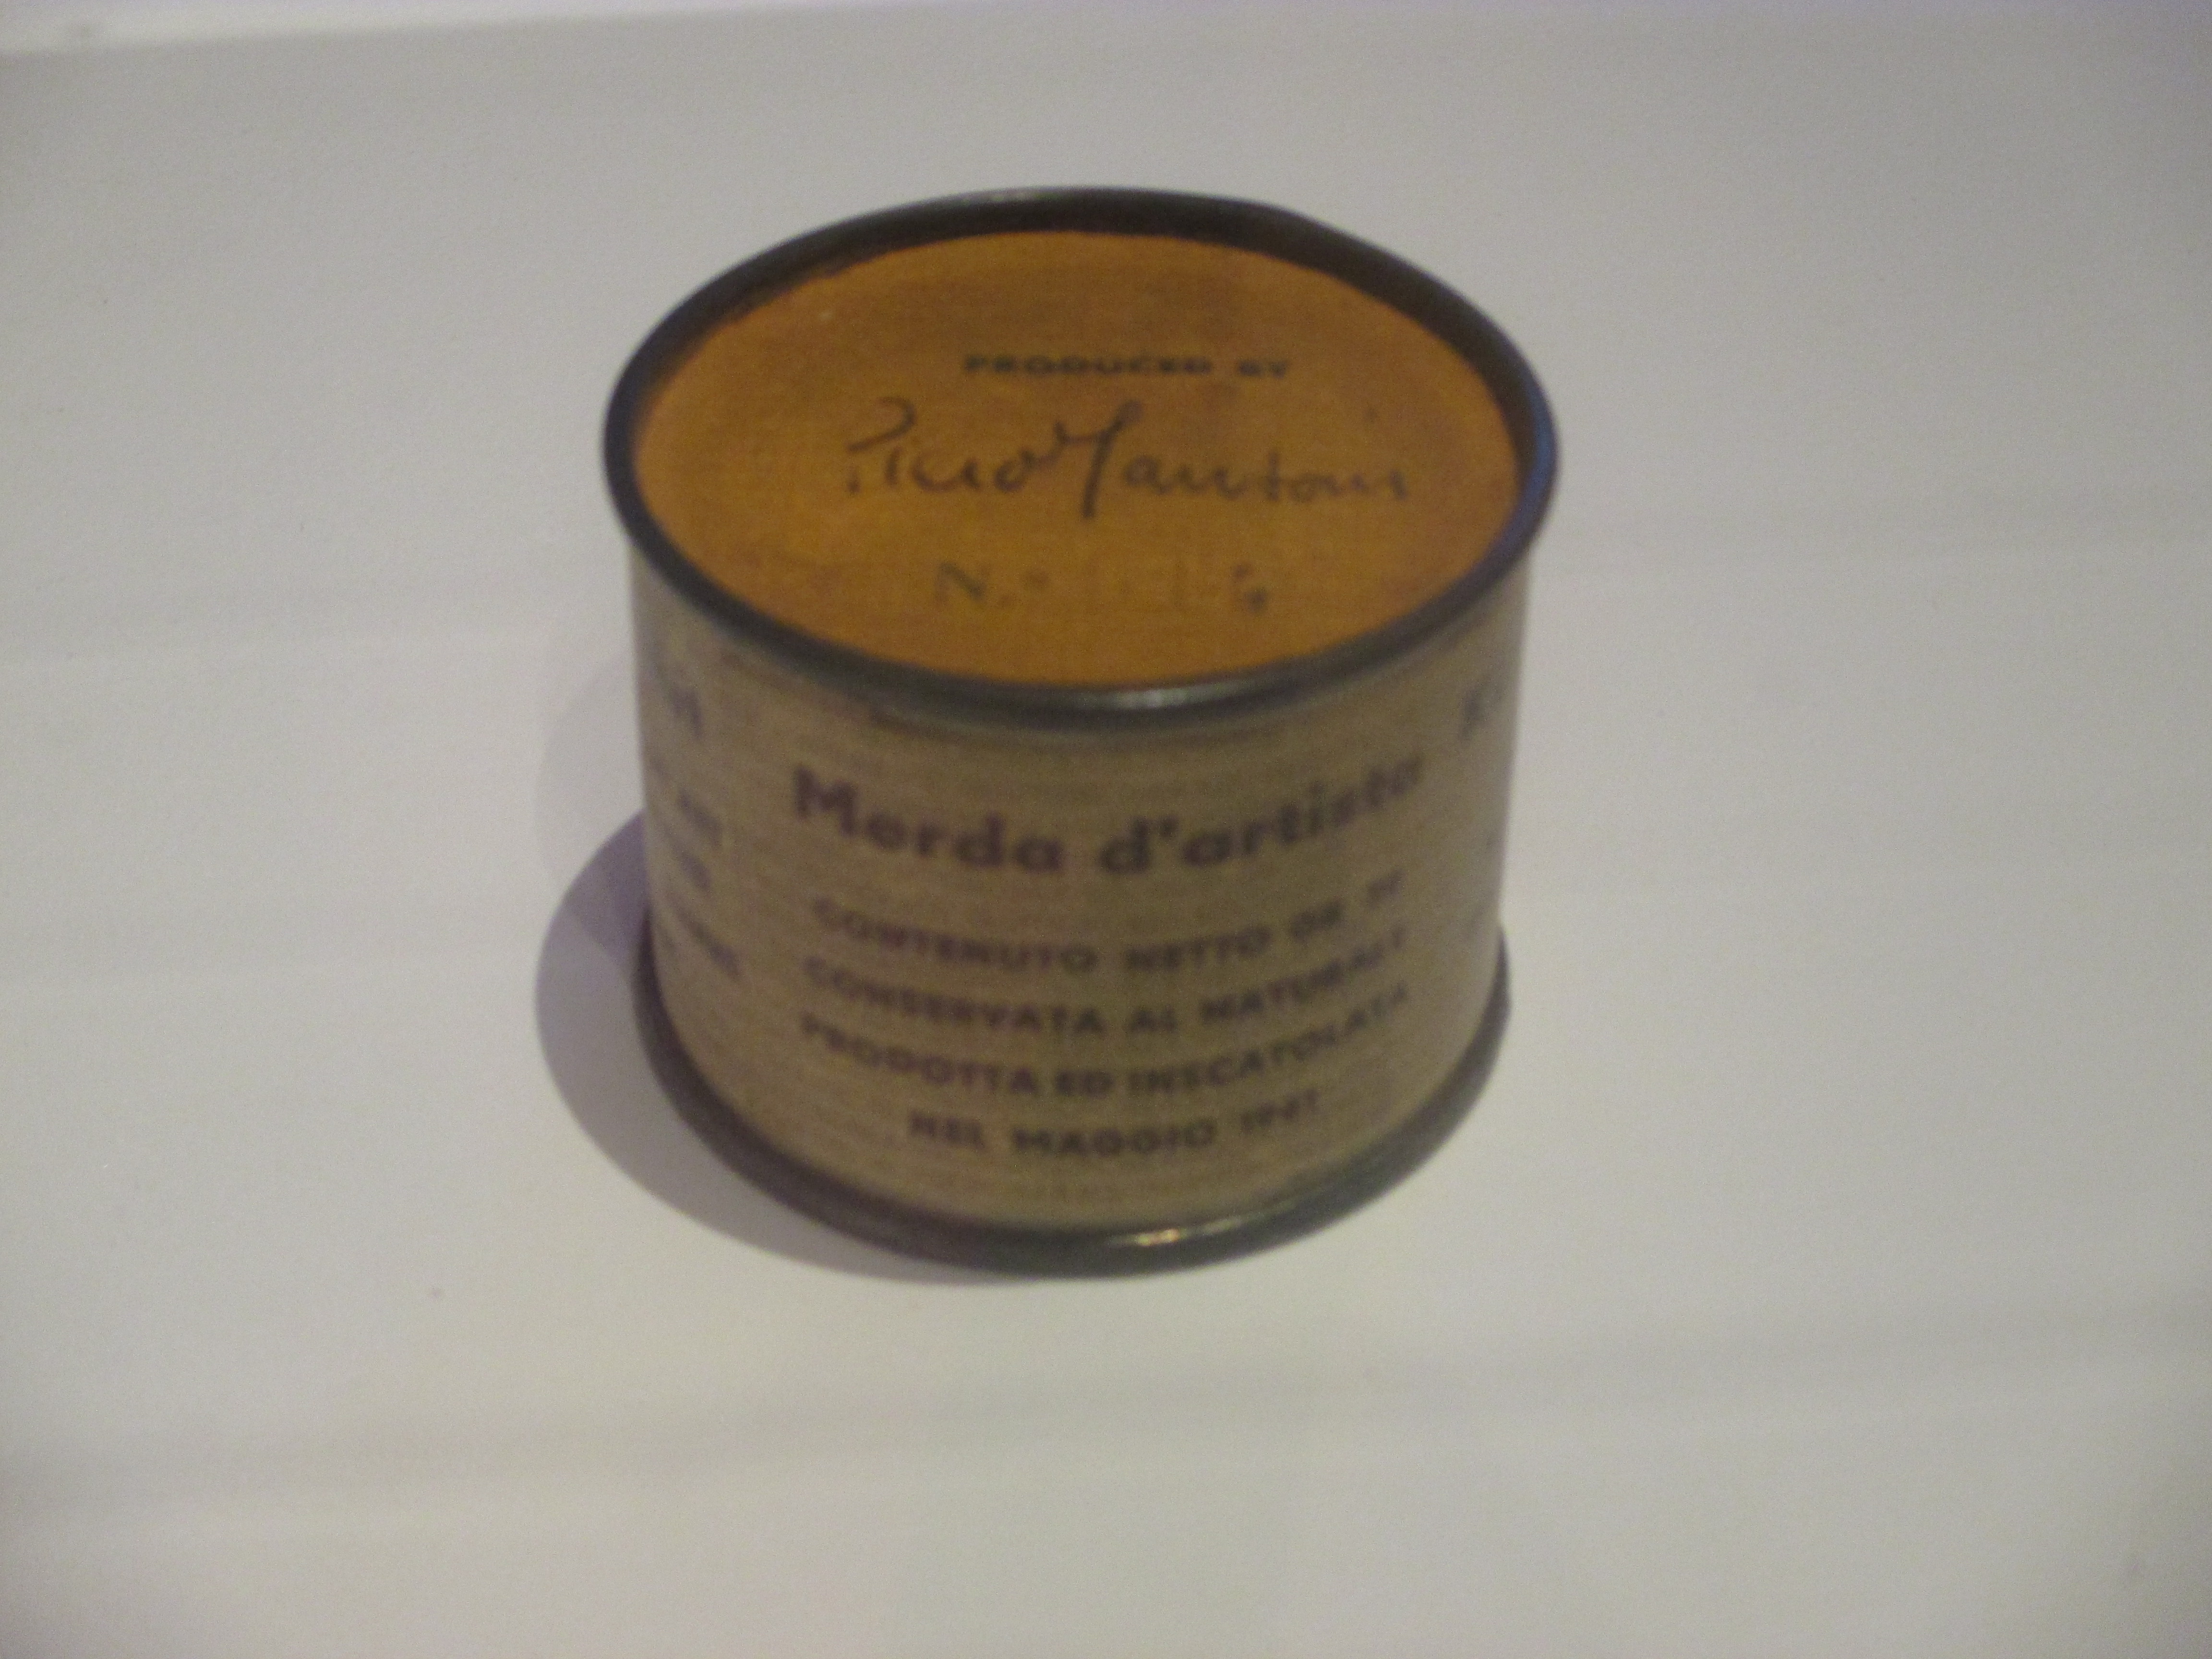 PRODUCED BY
Piero Manzoni
N.°
Merda d'artista
CONTENUTO NETTO GR. 30
CONSERVATA AL NATURALE
PRODOTTA ED INSCATOLATA
NEL MAGGIO 1961